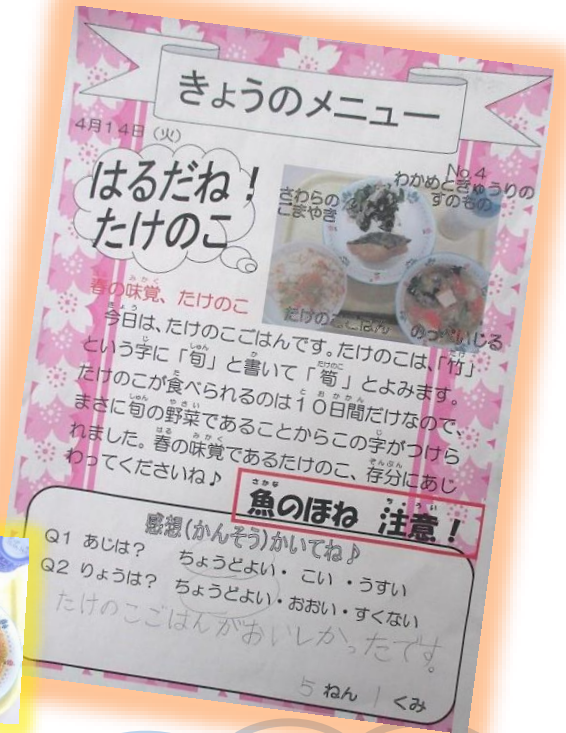 きょうのメニュー
4月14日（火）
はるだね！
たけのこ
No.4
わかめときゅうりの
すのもの
さわらの
ごまやき
たけのこごはん
のっぺいじる
春の味覚、たけのこ
今日は、たけのこごはんです。たけのこは、「竹」
という字に「旬」と書いて「筍」とよみます。
たけのこが食べられるのは１０日間だけなので、
まさに旬の野菜であることからこの字がつけら
れました。春の味覚であるたけのこ、存分にあじ
わってくださいね♪
魚のほね 注意！
感想(かんそう)かいてね♪
Q1 あじは？ ちょうどよい・ こい ・うすい
Q2 りょうは？ ちょうどよい・おおい・すくない
たけのこごはんがおいしかったです。
5 ねん 1 くみ